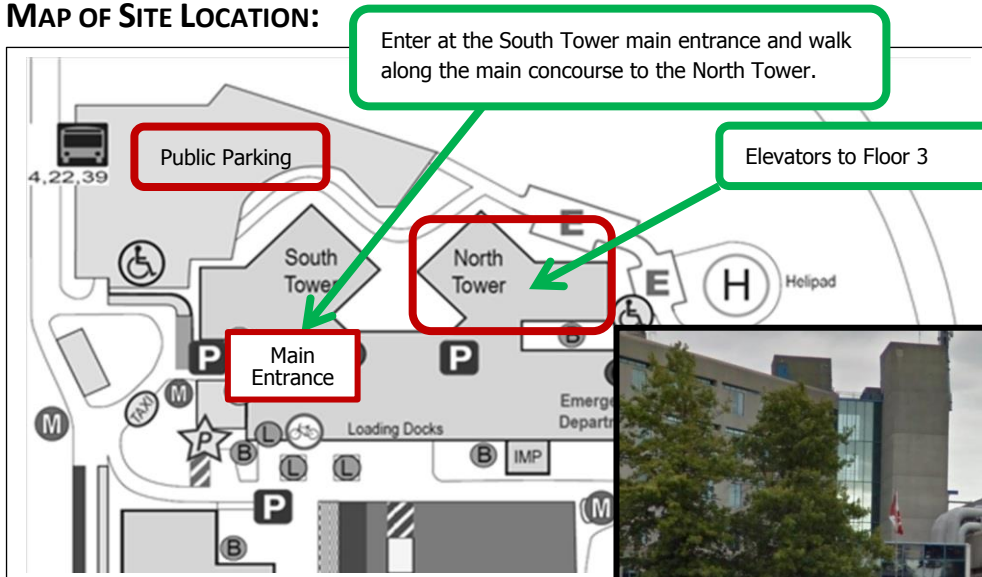 MAP OF SITE LOCATION:
Enter at the South Tower main entrance and walk
along the main concourse to the North Tower.
Public Parking
Elevators to Floor 3
4,22,39
South
Tower
North
Tower
E
E
H
Helipad
P
Main
Entrance
P
B
M
TAXI
M
P
B
L
Loading Docks
L
L
B
IMP
P
M
B